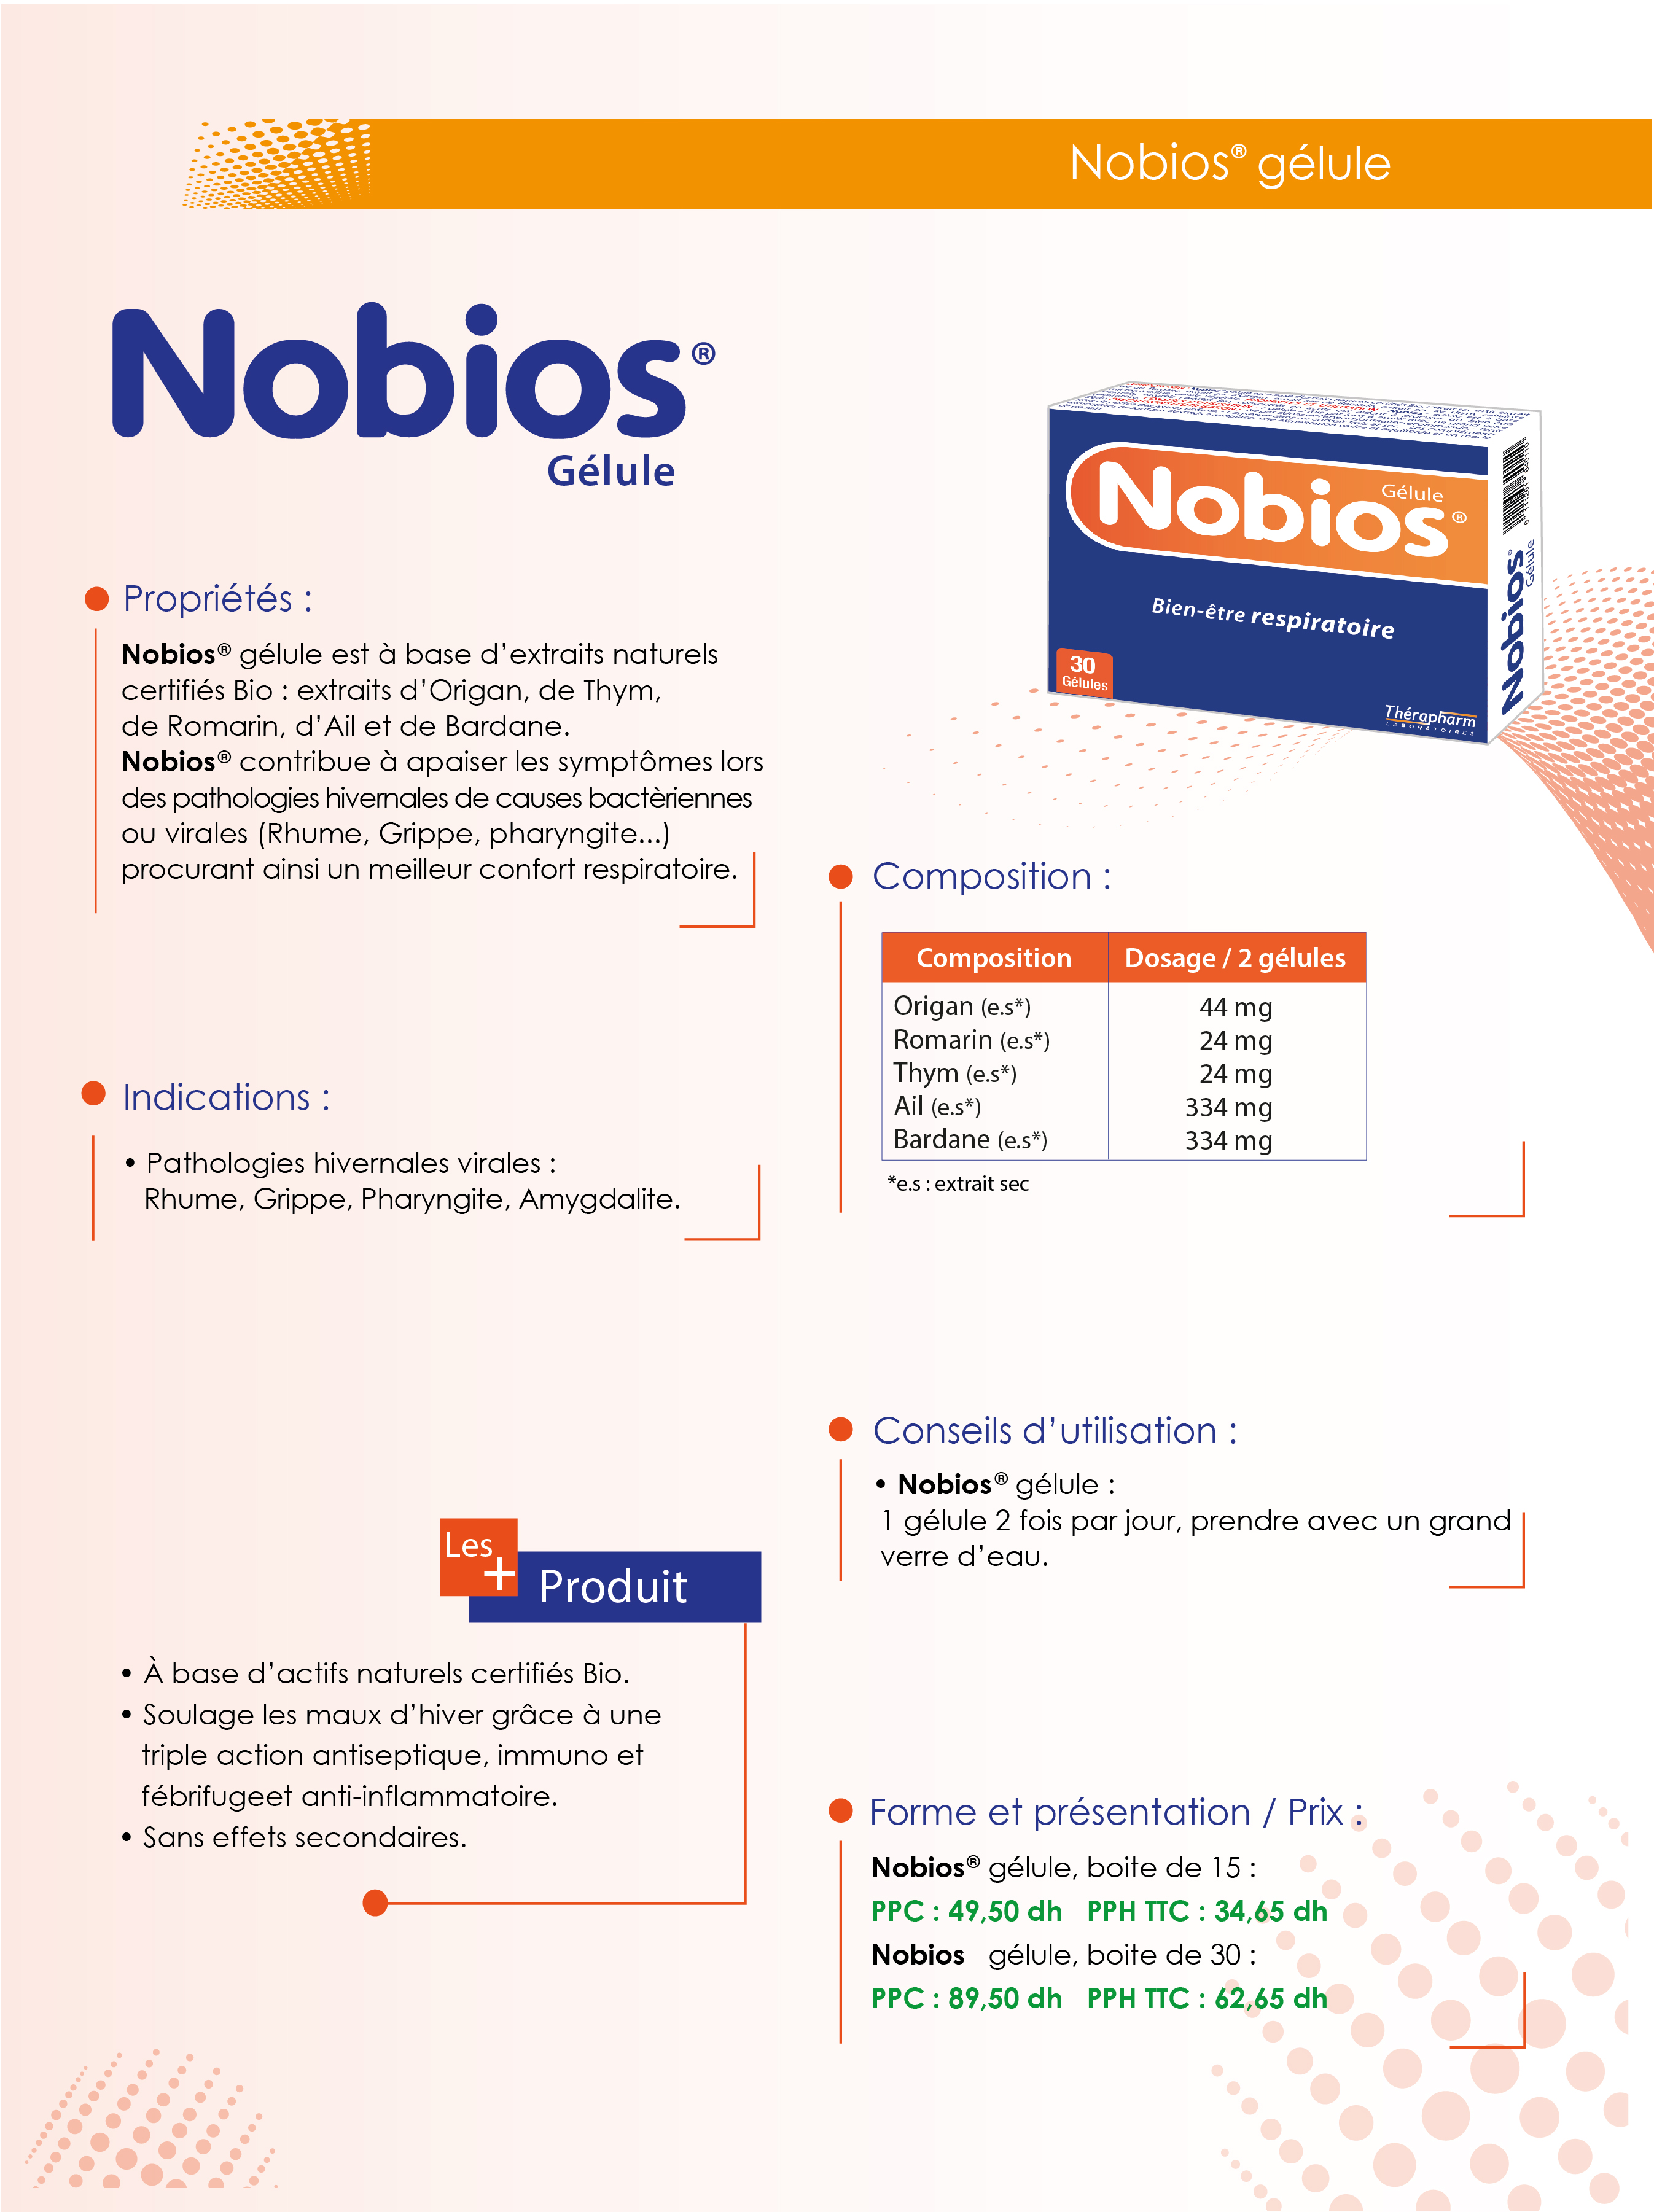 Nobios® gélule
Nobios®
Gélule
Propriétés :
Nobios® gélule est à base d’extraits naturels
certifiés Bio : extraits d’Origan, de Thym,
de Romarin, d’Ail et de Bardane.
Nobios® contribue à apaiser les symptômes lors
des pathologies hivernales de causes bactèriennes
ou virales (Rhume, Grippe, pharyngite...)
procurant ainsi un meilleur confort respiratoire.
Indications :
• Pathologies hivernales virales :
Rhume, Grippe, Pharyngite, Amygdalite.
Les +
Produit
• À base d’actifs naturels certifiés Bio.
• Soulage les maux d’hiver grâce à une
triple action antiseptique, immuno et
fébrifugeet anti-inflammatoire.
• Sans effets secondaires.
Gélule
Nobios®
Bien-être respiratoire
30
Gélules
Thérapharm
LABORATOIRES
Nobios®
Gélule
Composition :
Composition Dosage / 2 gélules
Origan (e.s*) 44 mg
Romarin (e.s*) 24 mg
Thym (e.s*) 24 mg
Ail (e.s*) 334 mg
Bardane (e.s*) 334 mg
*e.s : extrait sec
Conseils d’utilisation :
• Nobios® gélule :
1 gélule 2 fois par jour, prendre avec un grand
verre d’eau.
Forme et présentation / Prix :
Nobios® gélule, boite de 15 :
PPC : 49,50 dh PPH TTC : 34,65 dh
Nobios gélule, boite de 30 :
PPC : 89,50 dh PPH TTC : 62,65 dh